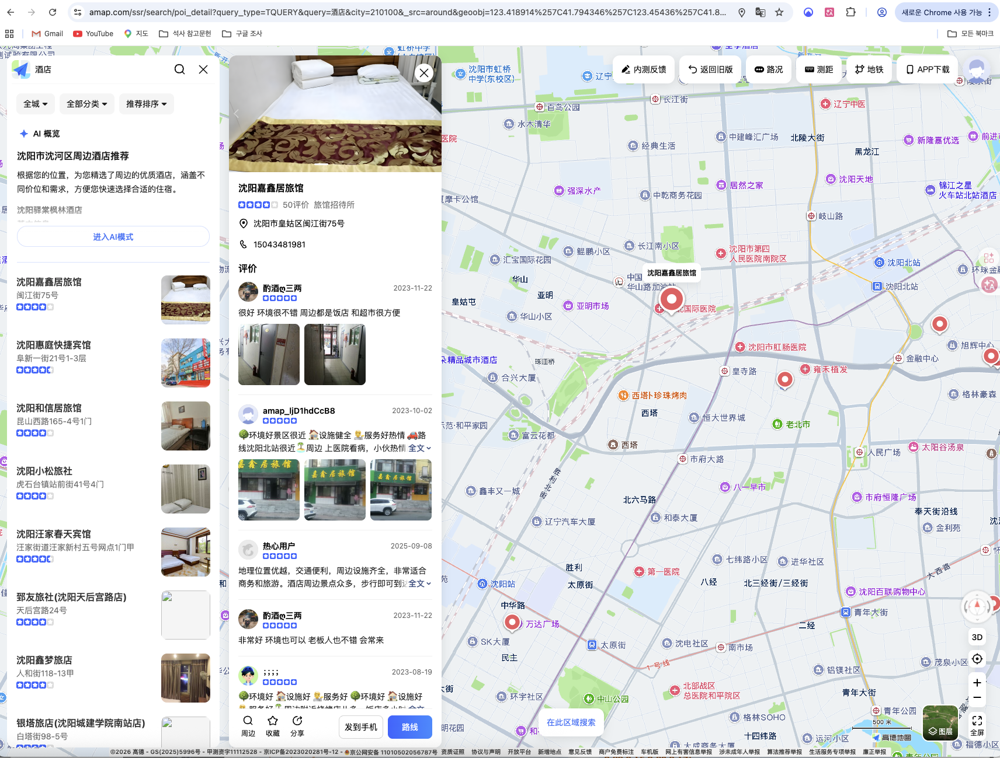 amap.com/ssr/search/poi_detail?query_type=TQUERY&query=酒店&city=210100&_src=around&geoobj=123.418914%257C41.794346%257C123.45436%257C41.8...
새로운 Chrome 사용 가능
Gmail
YouTube
지도
석사 참고문헌
구글 조사
모든 북마크
酒店
全城
全部分类
推荐排序
AI 概览
沈阳市沈河区周边酒店推荐
根据您的位置，为您精选了周边的优质酒店，涵盖不
同价位和需求，方便您快速选择合适的住宿。
沈阳驿棠枫林酒店
进入AI模式
沈阳嘉鑫居旅馆
闽江街75号
沈阳惠庭快捷宾馆
阜新一街21号1-3层
沈阳和信居旅馆
昆山西路165-4号1门
沈阳小松旅社
虎石台镇站前街41号4门
沈阳汪家春天宾馆
汪家街道汪家新村五号网点1门甲
郅友旅社(沈阳天后宫路店)
天后宫路24号
沈阳鑫梦旅店
人和街118-13甲
银塔旅店(沈阳城建学院南站店)
白塔街98-5号
沈阳嘉鑫居旅馆
50评价 旅馆招待所
沈阳市皇姑区闽江街75号
15043481981
评价
酌酒ღ三两
2023-11-22
很好 环境很不错 周边都是饭店 和超市很方便
amap_ljD1hdCcB8
2023-10-02
环境好景区很近 设施健全 服务好热情 路
线沈阳北站很近 周边 上医院看病，小伙热情 全文
嘉鑫居旅馆
嘉鑫居旅馆
嘉鑫居旅馆
热心用户
2025-09-08
地理位置优越，交通便利，周边设施齐全，非常适合
商务和旅游。酒店周边景点众多，步行即可到达 全文
酌酒ღ三两
2023-11-22
非常好 环境也可以 老板人也不错 会常来
;;;;
2023-08-19
环境好 设施好 服务好 环境好 设施好
周边
收藏
分享
发到手机
路线
内测反馈
返回旧版
路况
测距
地铁
APP下载
沈阳市虹桥
中学(东校区)
百鸟公园
长江街
辽宁中医
水木清华
经典生活
中建峰汇广场
北陵大街
黑龙江
新隆嘉优选
强深水产
居然之家
沈阳天地
锦江之星
火车站北站酒店
中乾商务花园
岐山路
鲲鹏小区
长江南小区
汇宝国际花园
沈阳市第四
人民医院南院区
沈阳北站
沈阳北站
华山
亚明
皇姑屯
亚明市场
华山小区
华山路加油站
沈阳嘉鑫居旅馆
北国际医院
沈阳市肛肠医院
旭辉中心
金融中心
朵精品城市酒店
珠江桥
合兴大厦
皇寺路
雍禾植发
西塔卜珍珠烤肉
西塔
格林豪森
恒大世界城
老北市
示范·和平家园
富云花都
西塔
人民广场
太阳谷汤泉
市府大路
胜利北街
鑫丰又一城
八一早市
市府恒隆广场
北六马路
和泰大厦
辽宁汽车大厦
奉天街沿线
金利苑
七纬路小区
进华社区
胜利
太原街
第一医院
八经
北三经街/三经街
大西路
沈阳站
沈阳百联购物中心
中华路
万达广场
青年大街
二经
SK大厦
民主
太原街
沈电社区
南市场
1号线
茂泉小区
铝镁社区
环宇社区
中山公园
北部战区
总医院和平院区
青年大街
青年公园
格林SOHO
十四纬路
运河小区
福德小区
在此区域搜索
3D
500 米
高德地图
图层
全屏
©2026 高德 - GS(2025)5996号 - 甲测资字11112528 - 京ICP备2023020281号-12 - 京公网安备 11010502056787号 资质证照 协议与声明 开放平台 新增地点 意见反馈 商户免费标注 车机版 网上有害信息举报 涉未成年人举报 算法推荐举报 生活服务专项举报 廉正举报